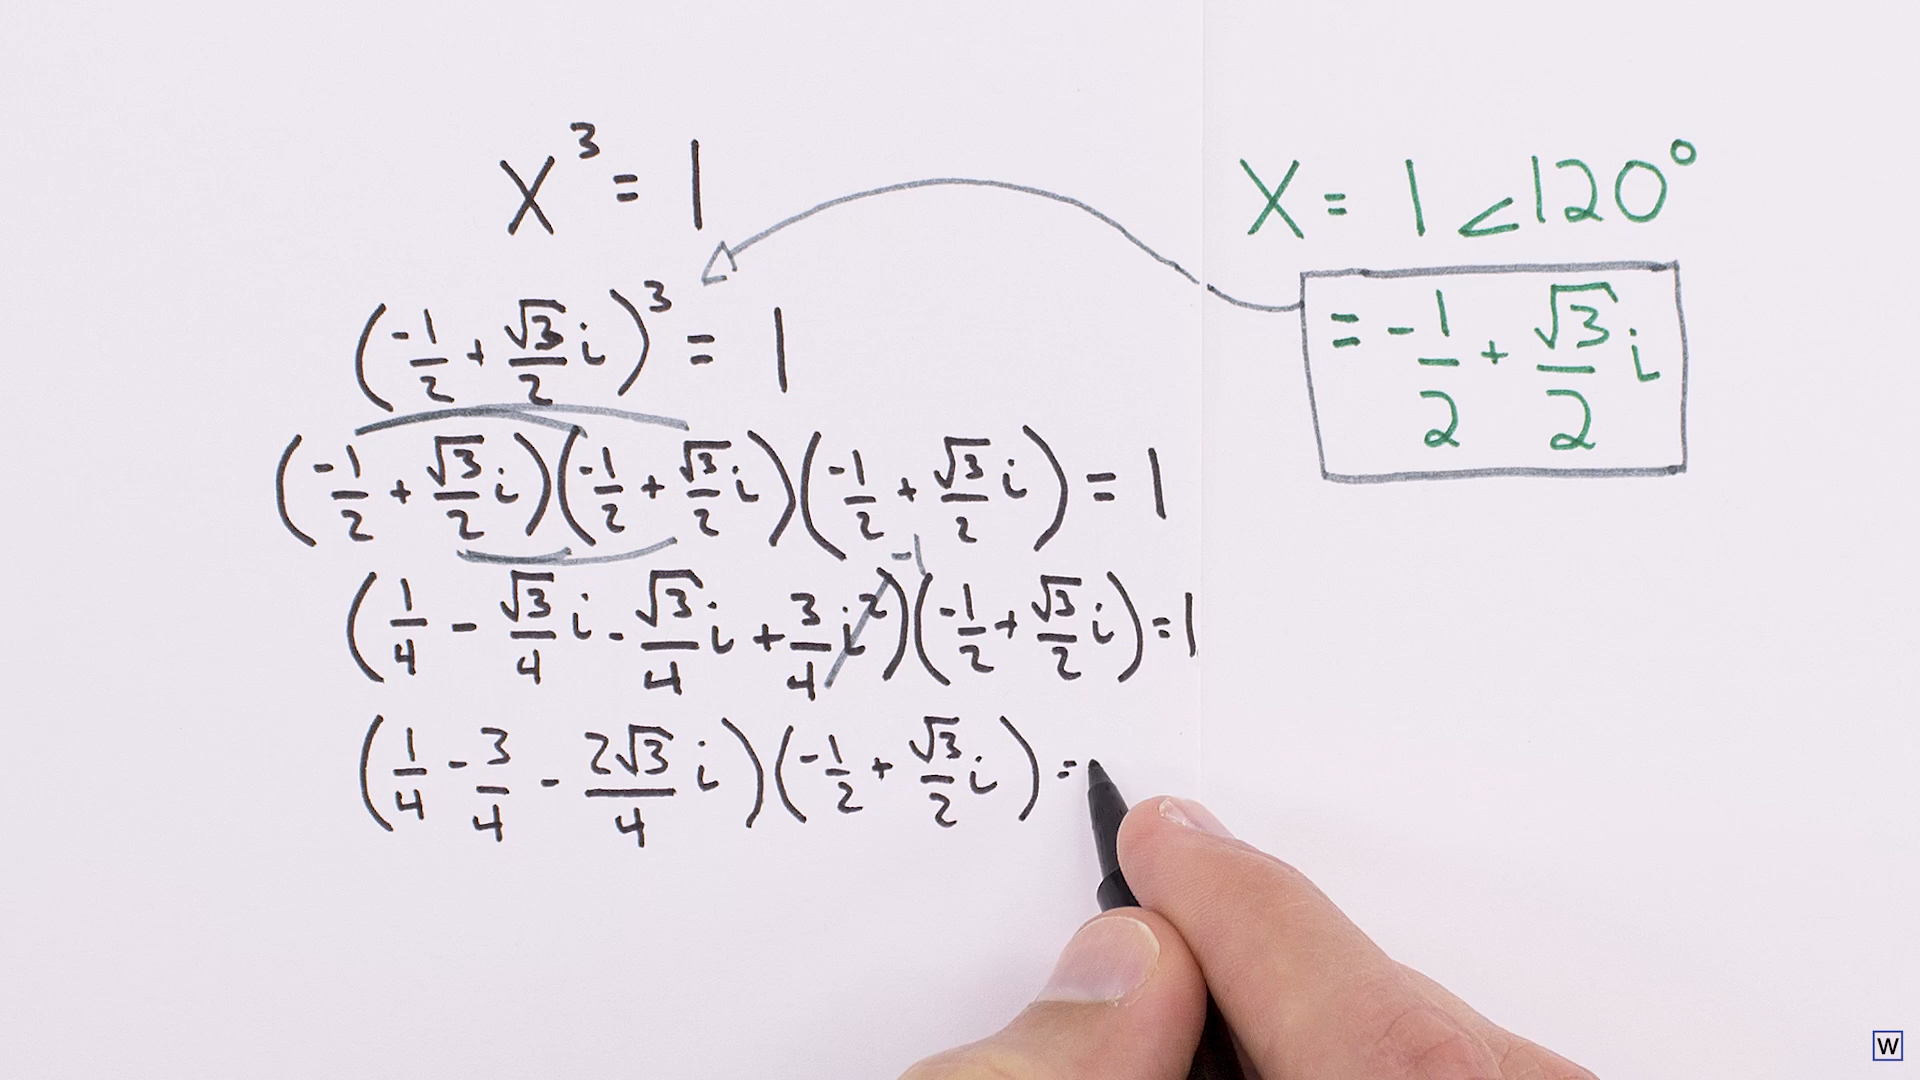 x³ = 1
x = 1∠120°
= -1/2 + √3/2 i
(-1/2 + √3/2 i)³ = 1
(-1/2 + √3/2 i)(-1/2 + √3/2 i)(-1/2 + √3/2 i) = 1
-1
(1/4 - √3/4 i - √3/4 i + 3/4 i²)(-1/2 + √3/2 i) = 1
(1/4 - 3/4 - 2√3/4 i)(-1/2 + √3/2 i) =
W